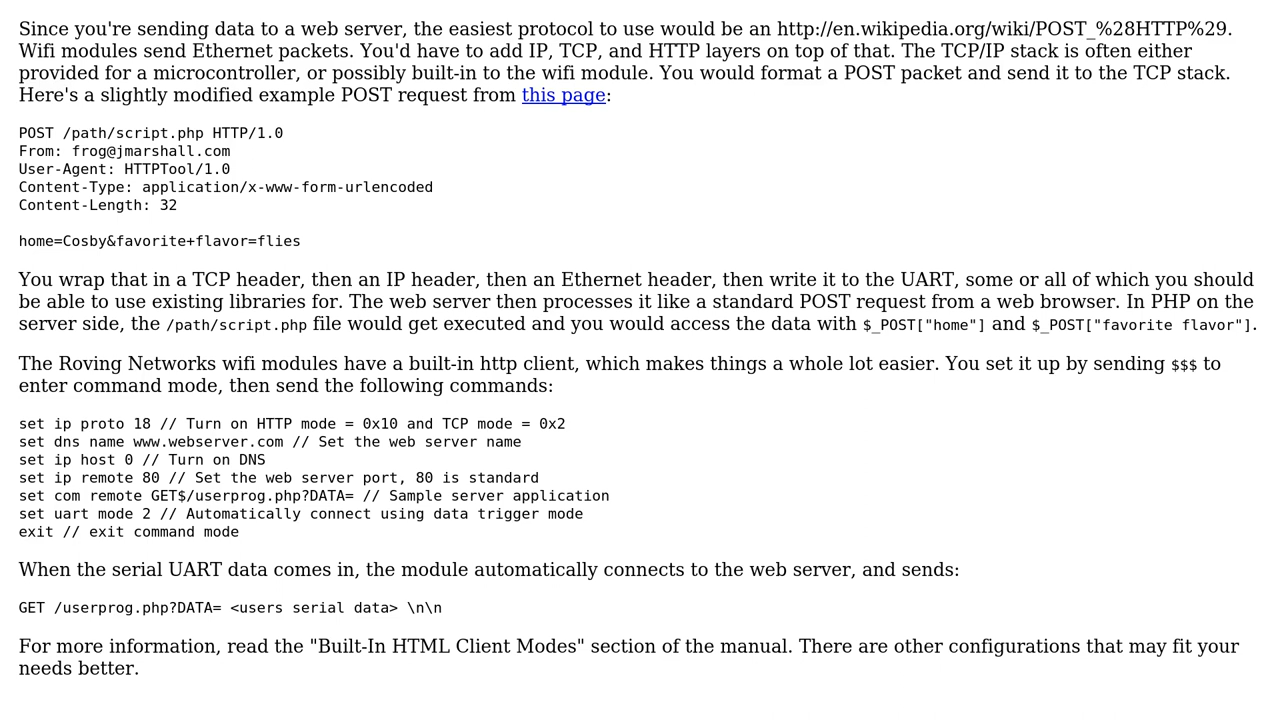 Since you're sending data to a web server, the easiest protocol to use would be an http://en.wikipedia.org/wiki/POST_%28HTTP%29.
Wifi modules send Ethernet packets. You'd have to add IP, TCP, and HTTP layers on top of that. The TCP/IP stack is often either
provided for a microcontroller, or possibly built-in to the wifi module. You would format a POST packet and send it to the TCP stack.
Here's a slightly modified example POST request from this page:
POST /path/script.php HTTP/1.0
From: frog@jmarshall.com
User-Agent: HTTPTool/1.0
Content-Type: application/x-www-form-urlencoded
Content-Length: 32
home=Cosby&favorite+flavor=flies
You wrap that in a TCP header, then an IP header, then an Ethernet header, then write it to the UART, some or all of which you should
be able to use existing libraries for. The web server then processes it like a standard POST request from a web browser. In PHP on the
server side, the /path/script.php file would get executed and you would access the data with $_POST["home"] and $_POST["favorite flavor"].
The Roving Networks wifi modules have a built-in http client, which makes things a whole lot easier. You set it up by sending $$$ to
enter command mode, then send the following commands:
set ip proto 18 // Turn on HTTP mode = 0x10 and TCP mode = 0x2
set dns name www.webserver.com // Set the web server name
set ip host 0 // Turn on DNS
set ip remote 80 // Set the web server port, 80 is standard
set com remote GET$/userprog.php?DATA= // Sample server application
set uart mode 2 // Automatically connect using data trigger mode
exit // exit command mode
When the serial UART data comes in, the module automatically connects to the web server, and sends:
GET /userprog.php?DATA= <users serial data> \n\n
For more information, read the "Built-In HTML Client Modes" section of the manual. There are other configurations that may fit your
needs better.